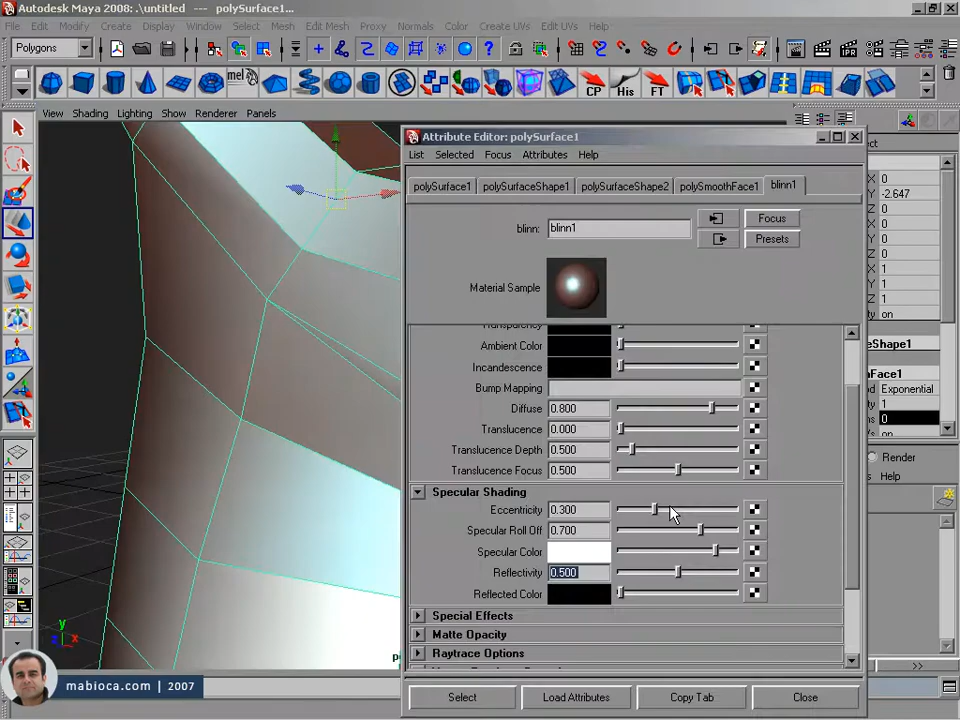 Autodesk Maya 2008: .\untitled --- polySurface1...
File Edit Modify Create Display Window Select Mesh Edit Mesh Proxy Normals Color Create UVs Edit UVs Help
Polygons
mel
CP His FT
View Shading Lighting Show Renderer Panels
Attribute Editor: polySurface1
List Selected Focus Attributes Help
polySurface1 polySurfaceShape1 polySurfaceShape2 polySmoothFace1 blinn1
blinn: blinn1
Focus
Presets
Material Sample
Transparency
Ambient Color
Incandescence
Bump Mapping
Diffuse 0.800
Translucence 0.000
Translucence Depth 0.500
Translucence Focus 0.500
Specular Shading
Eccentricity 0.300
Specular Roll Off 0.700
Specular Color
Reflectivity 0.500
Reflected Color
Special Effects
Matte Opacity
Raytrace Options
Select Load Attributes Copy Tab Close
X 0
Y -2.647
Z 0
X 0
Y 0
Z 0
X 1
Y 1
Z 1
y on
eShape1
nFace1
d Exponential
1
0
s on
Render
ns Help
y
z x
mabioca.com | 2007